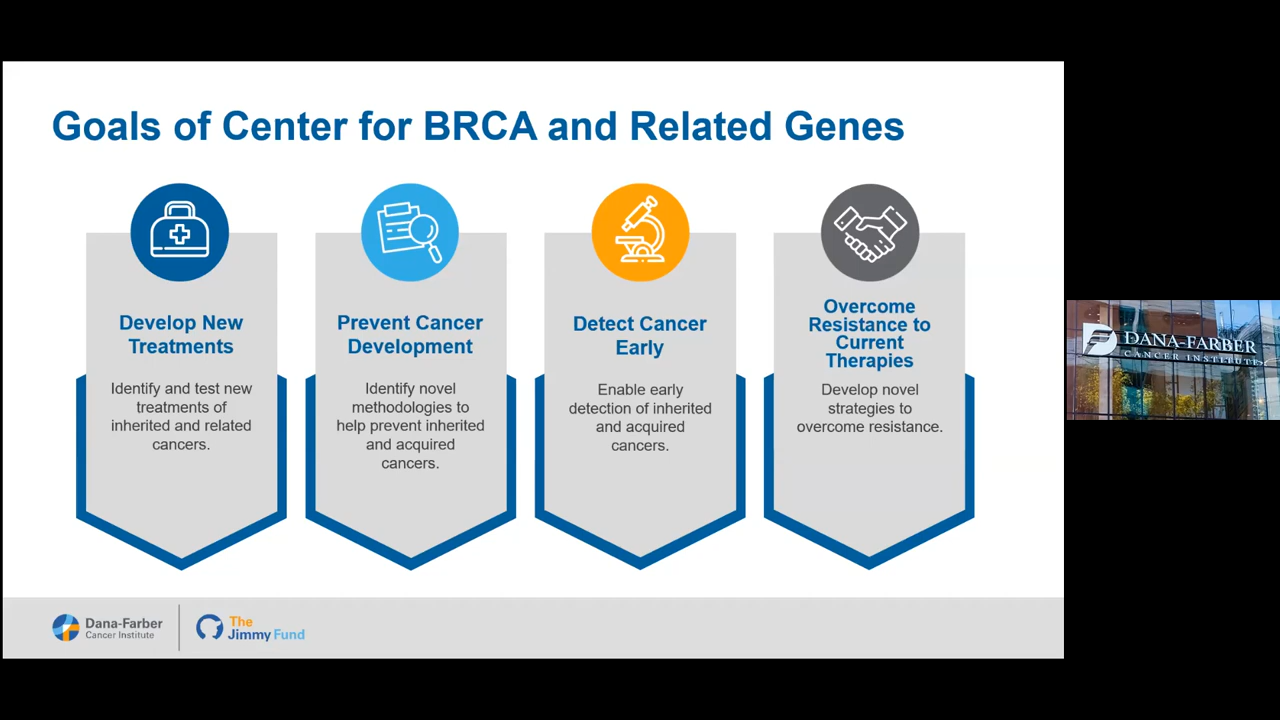 Goals of Center for BRCA and Related Genes
Develop New
Treatments
Identify and test new
treatments of
inherited and related
cancers.
Prevent Cancer
Development
Identify novel
methodologies to
help prevent inherited
and acquired
cancers.
Detect Cancer
Early
Enable early
detection of inherited
and acquired
cancers.
Overcome
Resistance to
Current
Therapies
Develop novel
strategies to
overcome resistance.
DANA-FARBER
CANCER INSTITUTE
Dana-Farber
Cancer Institute
The
Jimmy Fund